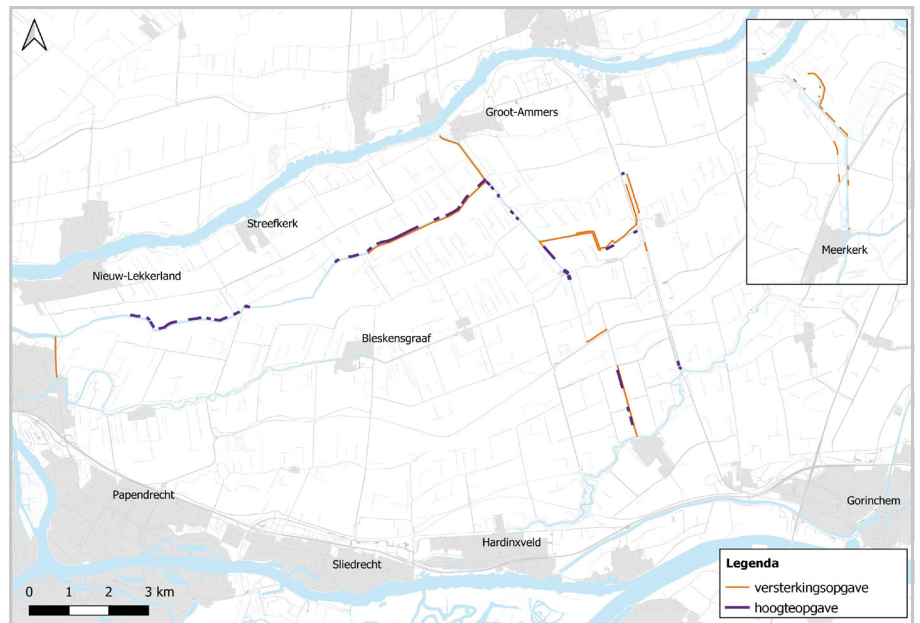 Groot-Ammers
Streefkerk
Meerkerk
Nieuw-Lekkerland
Bleskensgraaf
Papendrecht
Gorinchem
Hardinxveld
Sliedrecht
Legenda
versterkingsopgave
hoogteopgave
0 1 2 3 km